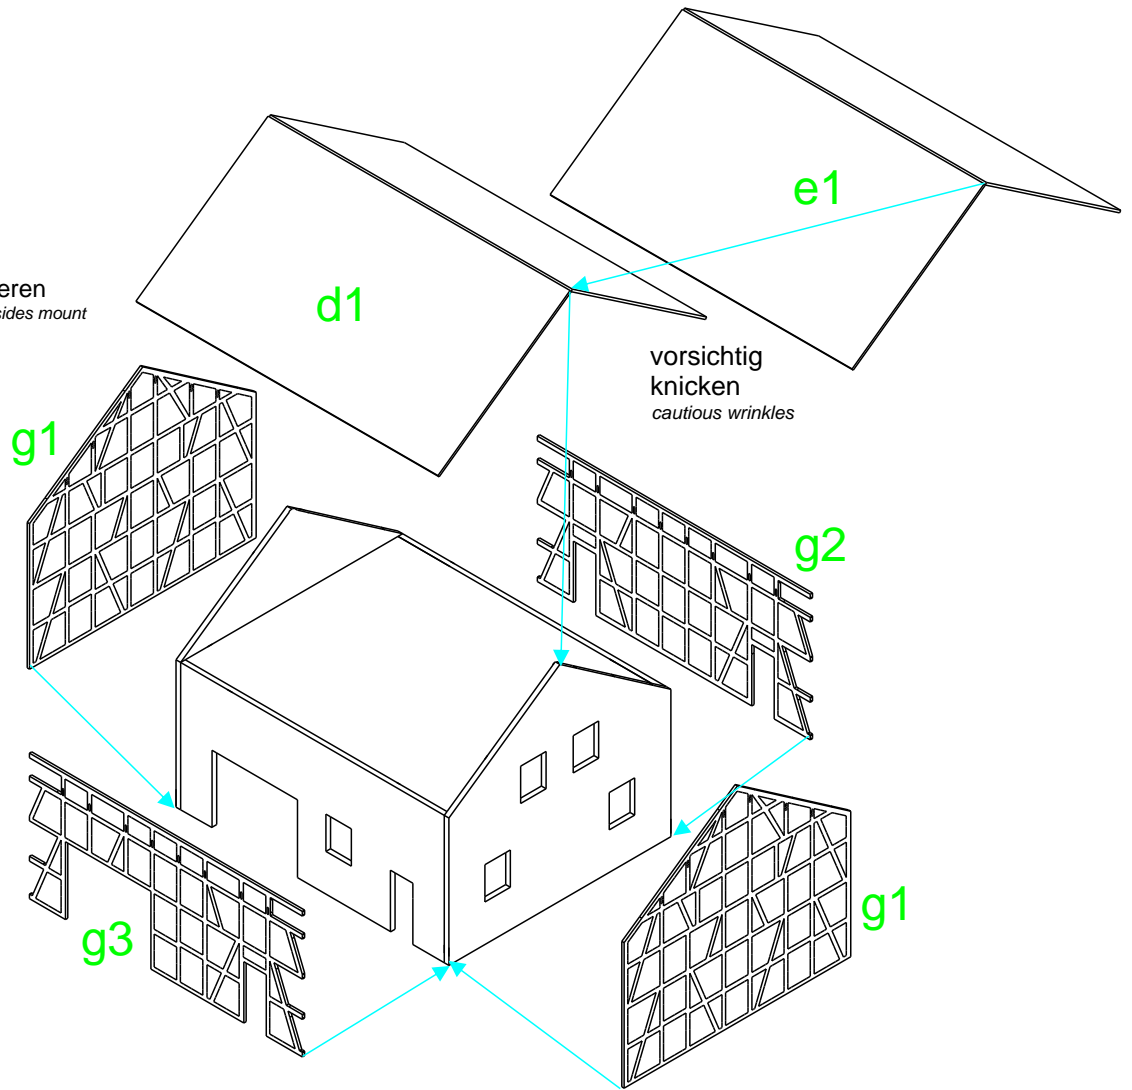 e1
d1
eren
sides mount
vorsichtig
knicken
cautious wrinkles
g1
g2
g3
g1